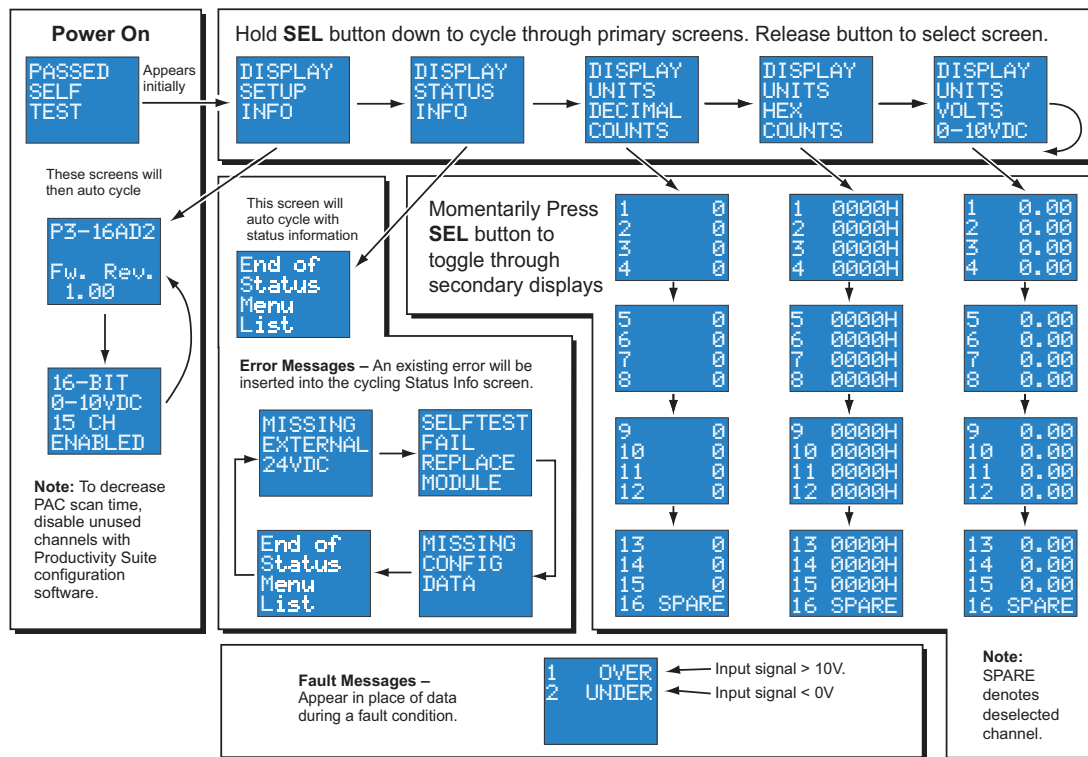 Power On
PASSED
SELF
TEST
Appears
initially
These screens will
then auto cycle
P3-16AD2
Fw. Rev.
1.00
16-BIT
0-10VDC
15 CH
ENABLED
Note: To decrease
PAC scan time,
disable unused
channels with
Productivity Suite
configuration
software.
Hold SEL button down to cycle through primary screens. Release button to select screen.
DISPLAY
SETUP
INFO
DISPLAY
STATUS
INFO
DISPLAY
UNITS
DECIMAL
COUNTS
DISPLAY
UNITS
HEX
COUNTS
DISPLAY
UNITS
VOLTS
0-10VDC
This screen will
auto cycle with
status information
End of
Status
Menu
List
Error Messages – An existing error will be
inserted into the cycling Status Info screen.
MISSING
EXTERNAL
24VDC
SELFTEST
FAIL
REPLACE
MODULE
End of
Status
Menu
List
MISSING
CONFIG
DATA
Momentarily Press
SEL button to
toggle through
secondary displays
1 0
2 0
3 0
4 0
5 0
6 0
7 0
8 0
9 0
10 0
11 0
12 0
13 0
14 0
15 0
16 SPARE
1 0000H
2 0000H
3 0000H
4 0000H
5 0000H
6 0000H
7 0000H
8 0000H
9 0000H
10 0000H
11 0000H
12 0000H
13 0000H
14 0000H
15 0000H
16 SPARE
1 0.00
2 0.00
3 0.00
4 0.00
5 0.00
6 0.00
7 0.00
8 0.00
9 0.00
10 0.00
11 0.00
12 0.00
13 0.00
14 0.00
15 0.00
16 SPARE
Note:
SPARE
denotes
deselected
channel.
Fault Messages –
Appear in place of data
during a fault condition.
1 OVER
2 UNDER
Input signal > 10V.
Input signal < 0V